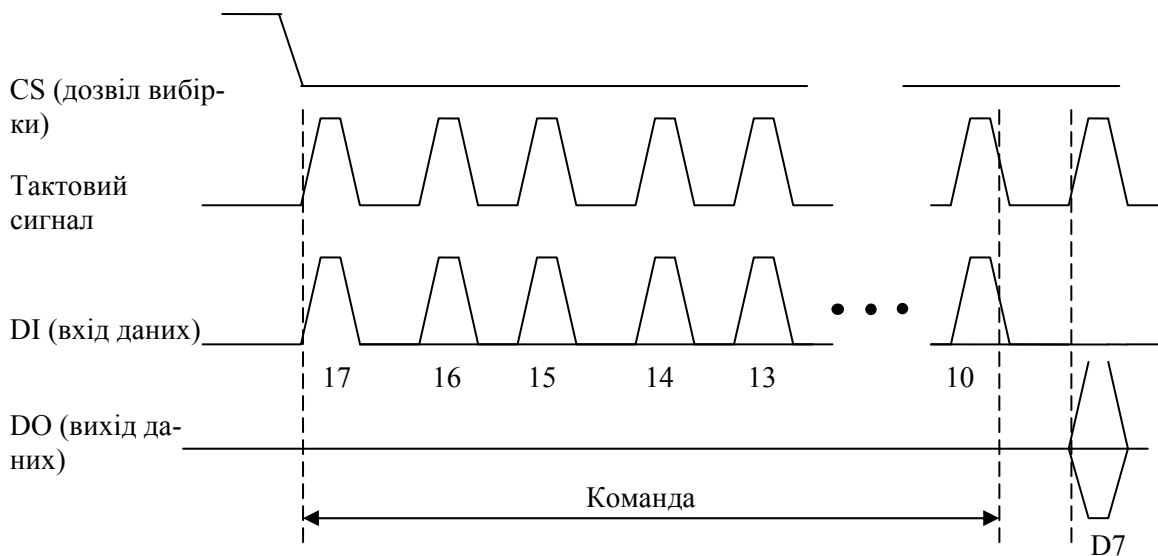 CS (дозвіл вибір-
ки)
Тактовий
сигнал
DI (вхід даних)
17 16 15 14 13 10
DO (вихід да-
них)
Команда
D7